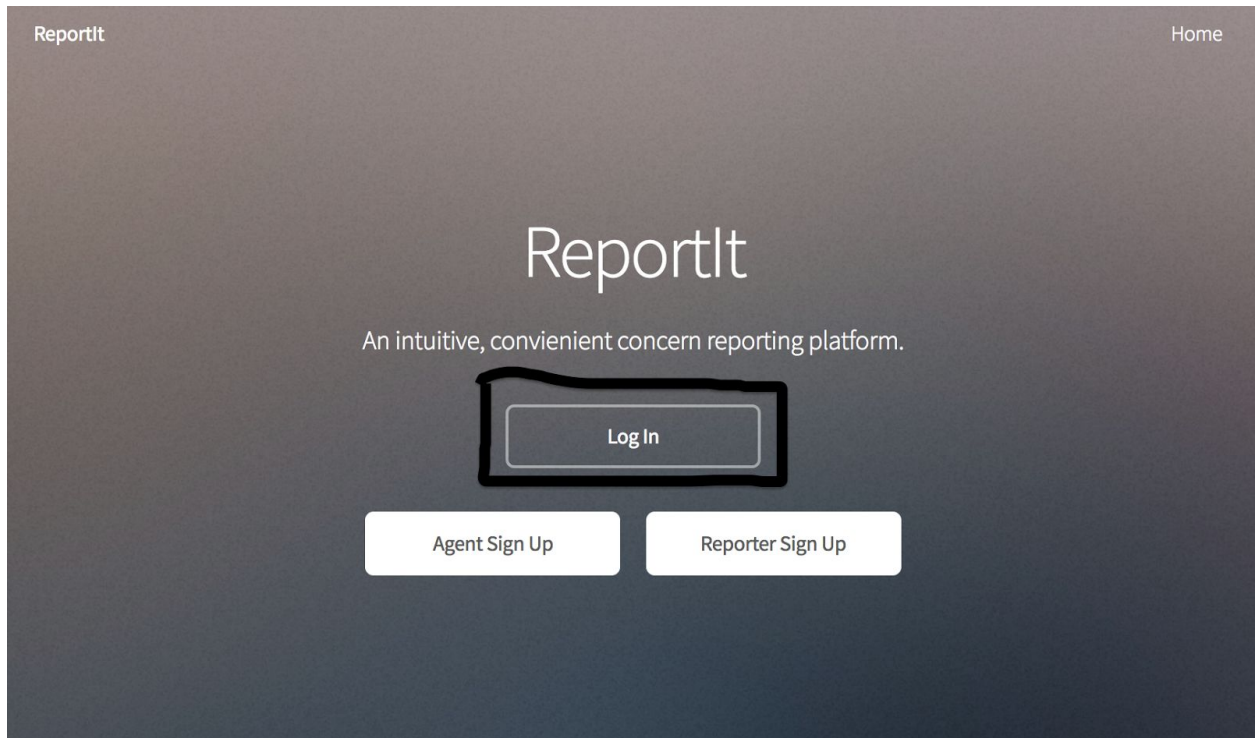 ReportIt Home
ReportIt
An intuitive, convienient concern reporting platform.
Log In
Agent Sign Up Reporter Sign Up